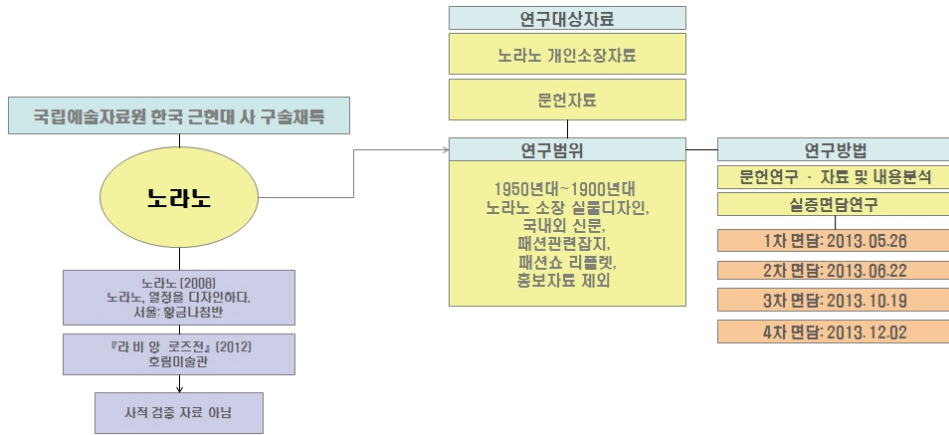 연구대상자료
노라노 개인소장자료
문헌자료
국립예술자료원 한국 근현대 사 구술채록
노라노
노라노 (2008)
노라노, 열정을 디자인하다.
서울: 황금나침반
『라 비 앙 로즈전』 (2012)
호림미술관
사적 검증 자료 아님
연구범위
1950년대~1900년대
노라노 소장 실물디자인,
국내외 신문,
패션관련잡지,
패션쇼 리플렛,
홍보자료 제외
연구방법
문헌연구 · 자료 및 내용분석
실증면담연구
1차 면담: 2013.05.26
2차 면담: 2013.06.22
3차 면담: 2013.10.19
4차 면담: 2013.12.02